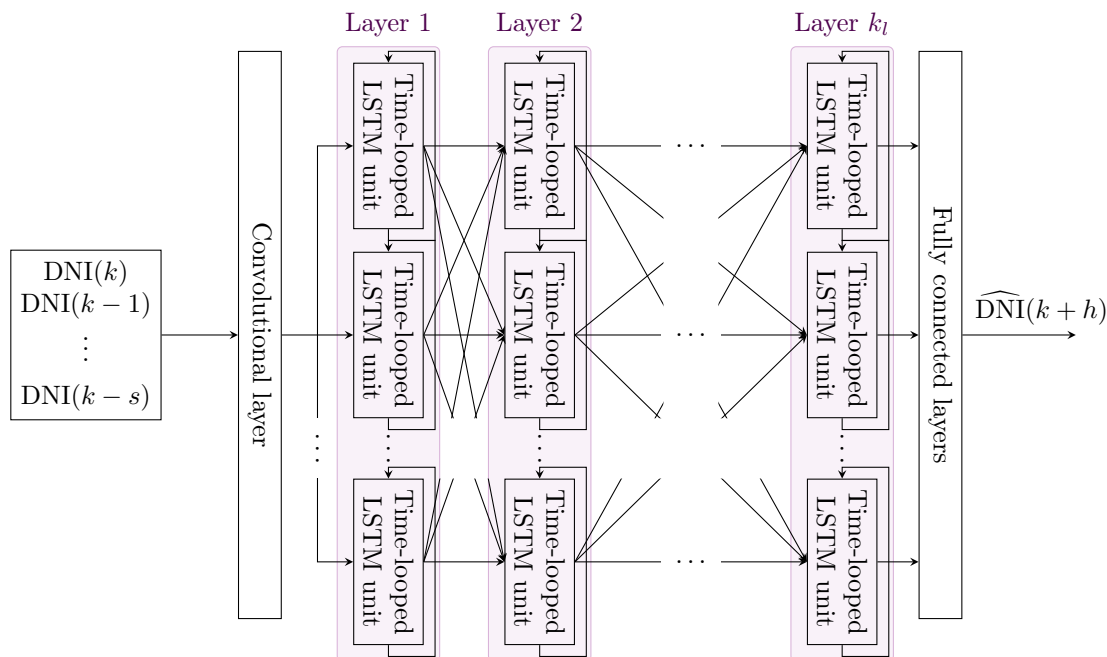 Layer 1
Layer 2
Layer k_l
DNI(k)
DNI(k − 1)
⋮
DNI(k − s)
Convolutional layer
Time-looped
LSTM unit
Time-looped
LSTM unit
⋮
⋮
Time-looped
LSTM unit
Time-looped
LSTM unit
Time-looped
LSTM unit
⋮
Time-looped
LSTM unit
⋯
⋯
⋯
Time-looped
LSTM unit
Time-looped
LSTM unit
⋮
Time-looped
LSTM unit
Fully connected layers
\widehat{DNI}(k + h)